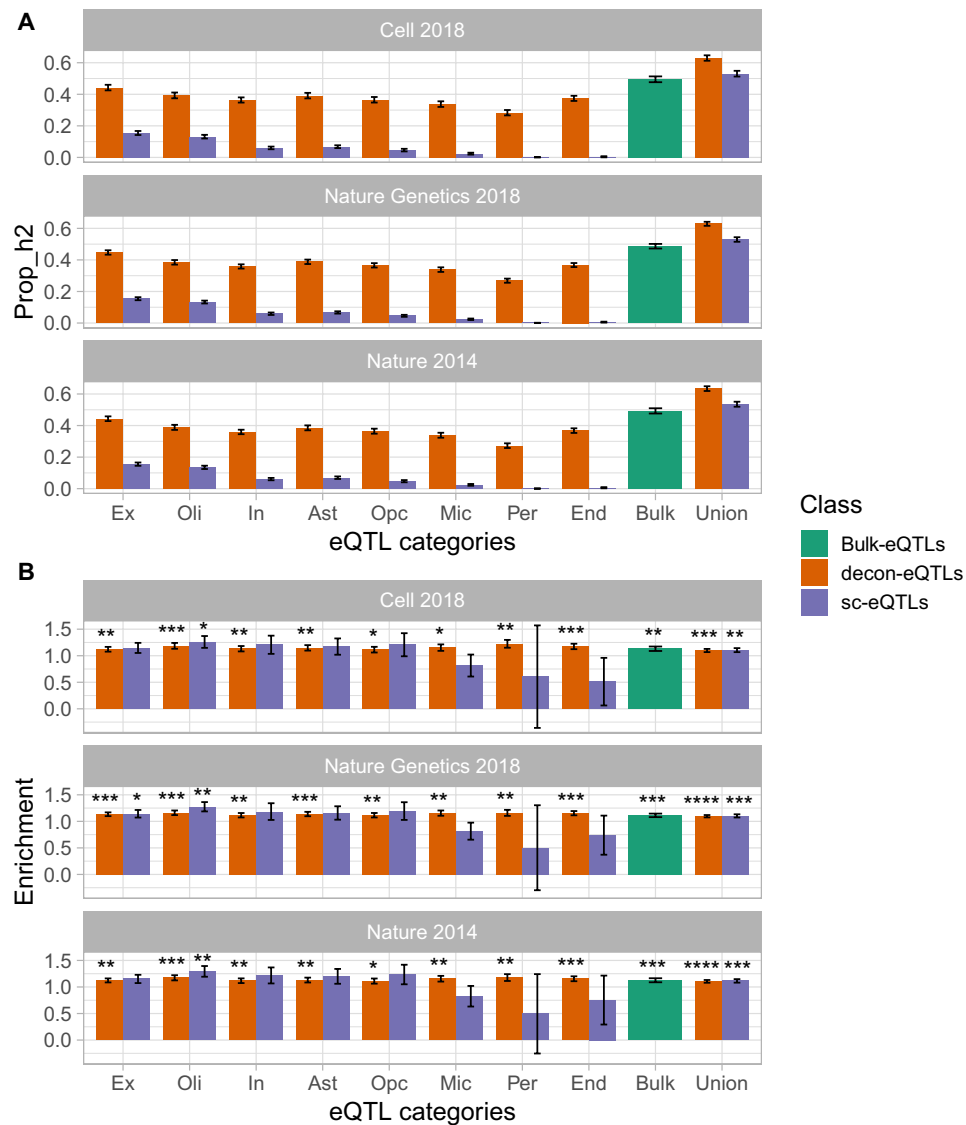 A
Cell 2018
0.6
0.4
0.2
0.0
Nature Genetics 2018
0.6
0.4
0.2
0.0
Prop_h2
Nature 2014
0.6
0.4
0.2
0.0
Ex Oli In Ast Opc Mic Per End Bulk Union
eQTL categories
Class
Bulk-eQTLs
decon-eQTLs
sc-eQTLs
B
Cell 2018
1.5
1.0
0.5
0.0
** *** * ** ** * * ** *** ** *** **
Nature Genetics 2018
1.5
1.0
0.5
0.0
*** * *** ** ** *** ** ** ** *** *** **** ***
Enrichment
Nature 2014
1.5
1.0
0.5
0.0
** *** ** ** ** * ** ** *** *** **** ***
Ex Oli In Ast Opc Mic Per End Bulk Union
eQTL categories